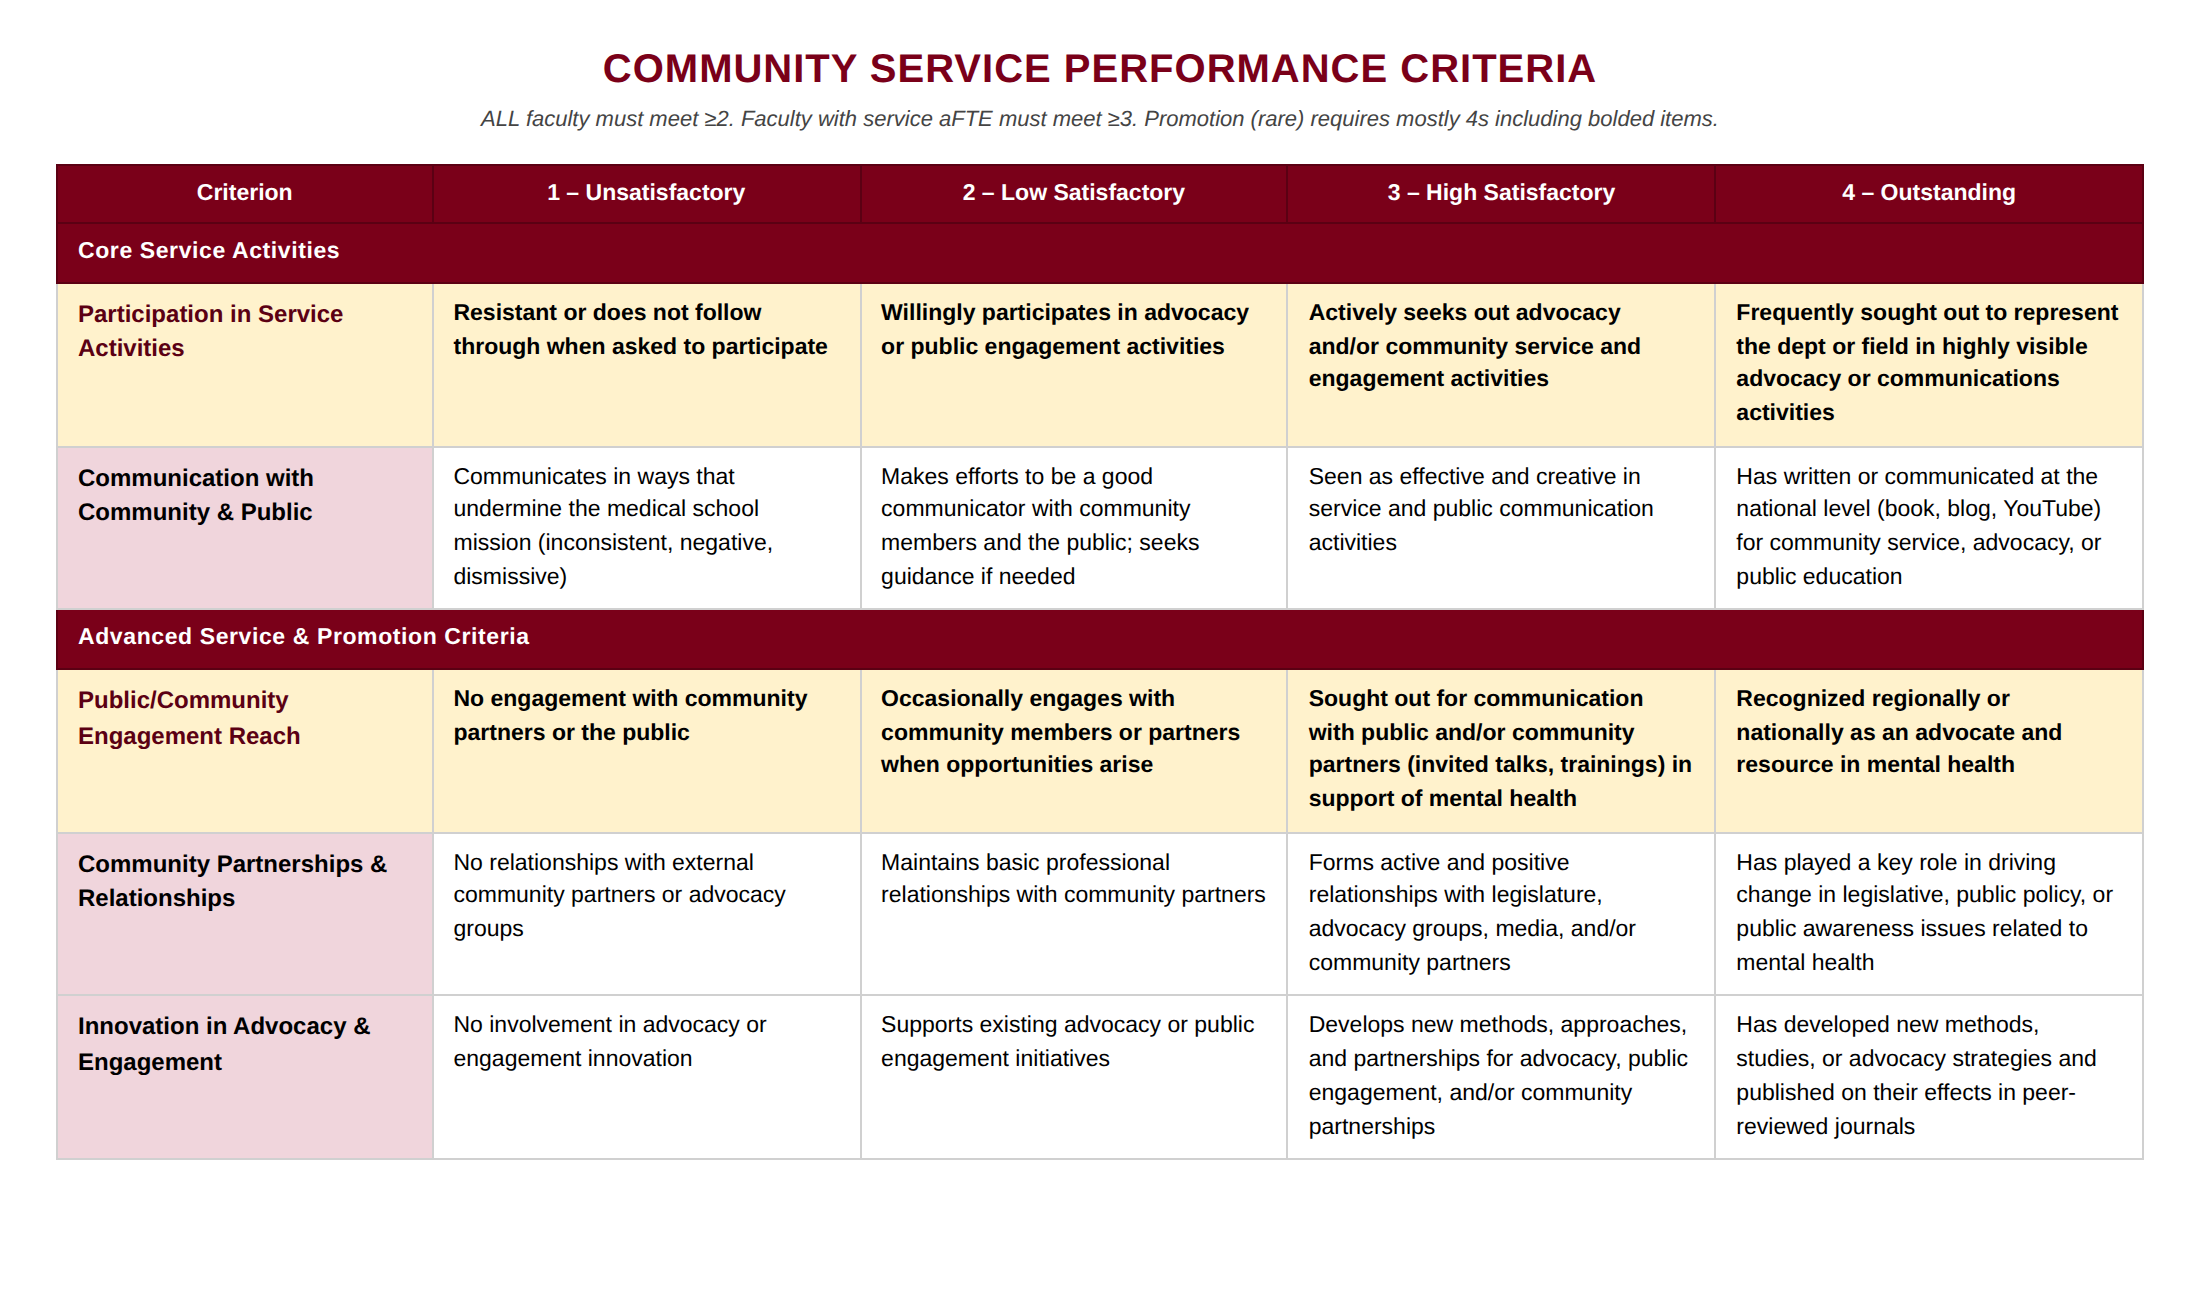 COMMUNITY SERVICE PERFORMANCE CRITERIA
ALL faculty must meet ≥2. Faculty with service aFTE must meet ≥3. Promotion (rare) requires mostly 4s including bolded items.
Criterion
1 – Unsatisfactory
2 – Low Satisfactory
3 – High Satisfactory
4 – Outstanding
Core Service Activities
Participation in Service
Activities
Resistant or does not follow
through when asked to participate
Willingly participates in advocacy
or public engagement activities
Actively seeks out advocacy
and/or community service and
engagement activities
Frequently sought out to represent
the dept or field in highly visible
advocacy or communications
activities
Communication with
Community & Public
Communicates in ways that
undermine the medical school
mission (inconsistent, negative,
dismissive)
Makes efforts to be a good
communicator with community
members and the public; seeks
guidance if needed
Seen as effective and creative in
service and public communication
activities
Has written or communicated at the
national level (book, blog, YouTube)
for community service, advocacy, or
public education
Advanced Service & Promotion Criteria
Public/Community
Engagement Reach
No engagement with community
partners or the public
Occasionally engages with
community members or partners
when opportunities arise
Sought out for communication
with public and/or community
partners (invited talks, trainings) in
support of mental health
Recognized regionally or
nationally as an advocate and
resource in mental health
Community Partnerships &
Relationships
No relationships with external
community partners or advocacy
groups
Maintains basic professional
relationships with community partners
Forms active and positive
relationships with legislature,
advocacy groups, media, and/or
community partners
Has played a key role in driving
change in legislative, public policy, or
public awareness issues related to
mental health
Innovation in Advocacy &
Engagement
No involvement in advocacy or
engagement innovation
Supports existing advocacy or public
engagement initiatives
Develops new methods, approaches,
and partnerships for advocacy, public
engagement, and/or community
partnerships
Has developed new methods,
studies, or advocacy strategies and
published on their effects in peer-
reviewed journals